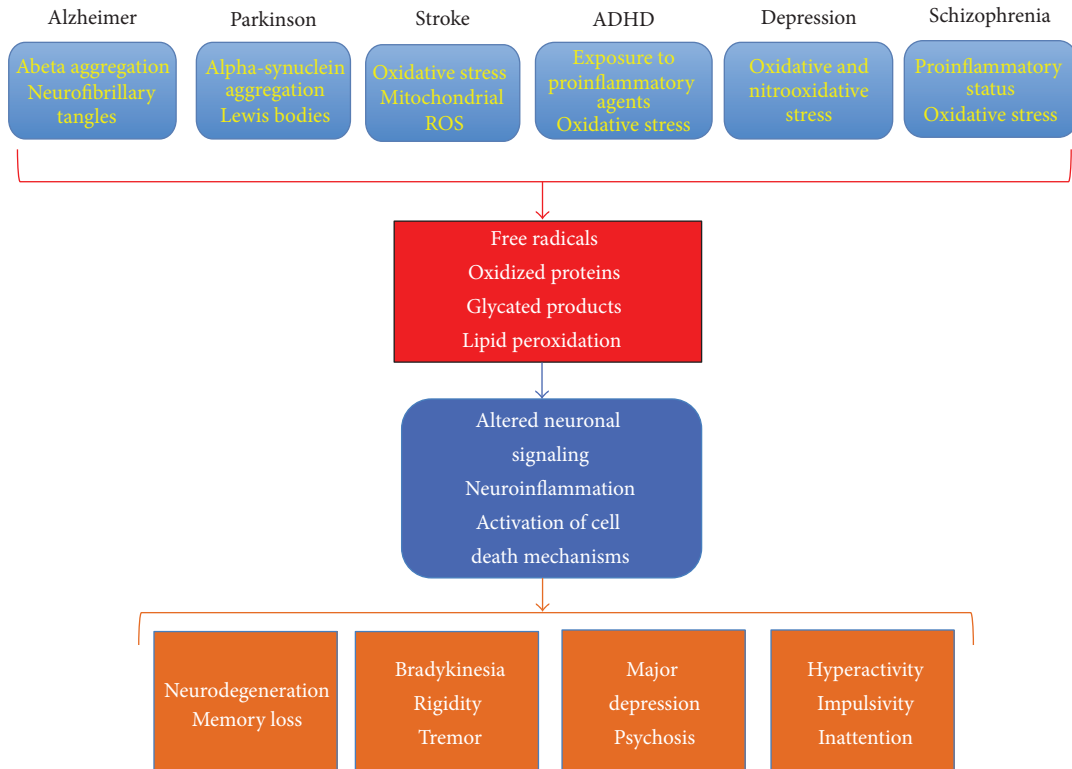 Alzheimer
Abeta aggregation
Neurofibrillary
tangles
Parkinson
Alpha-synuclein
aggregation
Lewis bodies
Stroke
Oxidative stress
Mitochondrial
ROS
ADHD
Exposure to
proinflammatory
agents
Oxidative stress
Depression
Oxidative and
nitrooxidative
stress
Schizophrenia
Proinflammatory
status
Oxidative stress
Free radicals
Oxidized proteins
Glycated products
Lipid peroxidation
Altered neuronal
signaling
Neuroinflammation
Activation of cell
death mechanisms
Neurodegeneration
Memory loss
Bradykinesia
Rigidity
Tremor
Major
depression
Psychosis
Hyperactivity
Impulsivity
Inattention